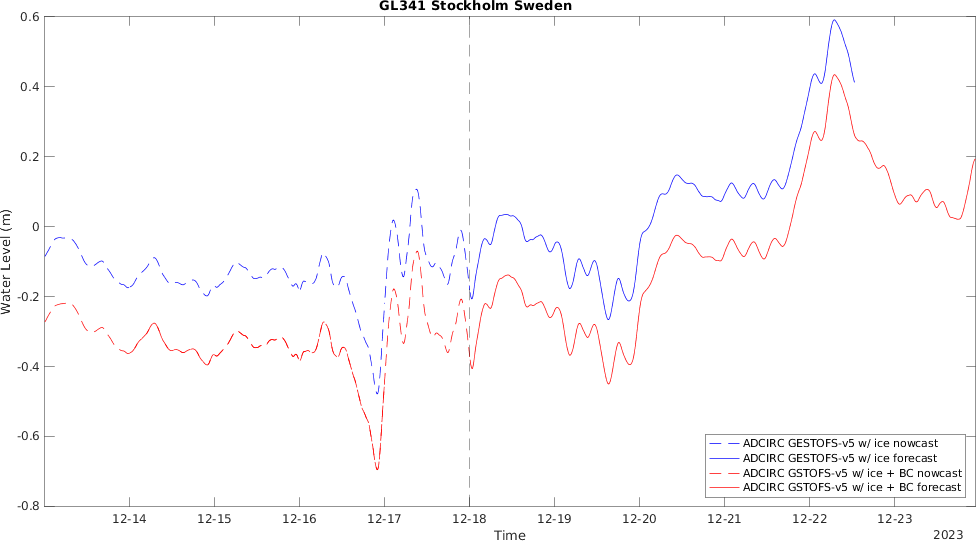 GL341 Stockholm Sweden
0.6
0.4
0.2
0
-0.2
-0.4
-0.6
-0.8
Water Level (m)
ADCIRC GESTOFS-v5 w/ ice nowcast
ADCIRC GESTOFS-v5 w/ ice forecast
ADCIRC GSTOFS-v5 w/ ice + BC nowcast
ADCIRC GSTOFS-v5 w/ ice + BC forecast
12-14 12-15 12-16 12-17 12-18 12-19 12-20 12-21 12-22 12-23
Time
2023